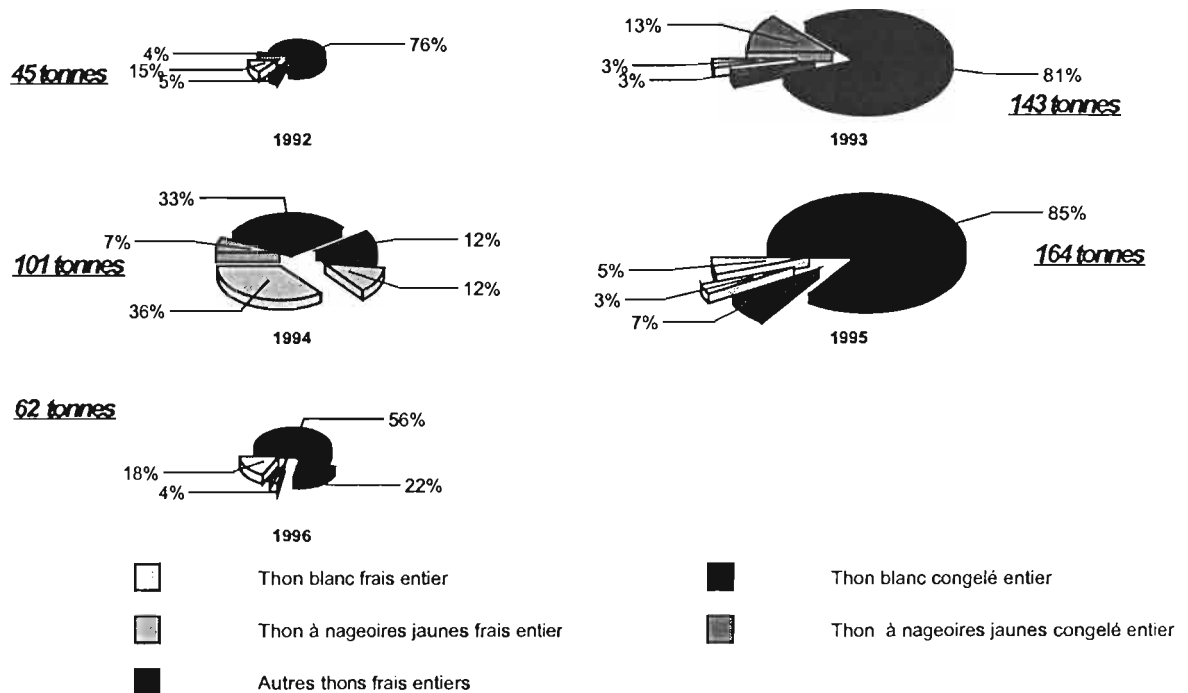 4%
76%
45 tonnes
15%
5%
1992
13%
3%
3%
81%
143 tonnes
1993
33%
7%
12%
101 tonnes
12%
36%
1994
85%
5%
164 tonnes
3%
7%
1995
62 tonnes
56%
18%
4%
22%
1996
Thon blanc frais entier
Thon blanc congelé entier
Thon à nageoires jaunes frais entier
Thon à nageoires jaunes congelé entier
Autres thons frais entiers